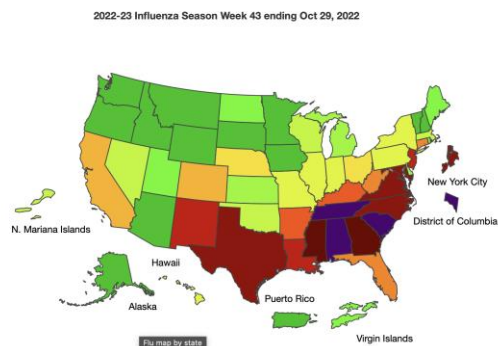 2022-23 Influenza Season Week 43 ending Oct 29, 2022
New York City
District of Columbia
N. Mariana Islands
Hawaii
Alaska
Puerto Rico
Virgin Islands
Flu map by state